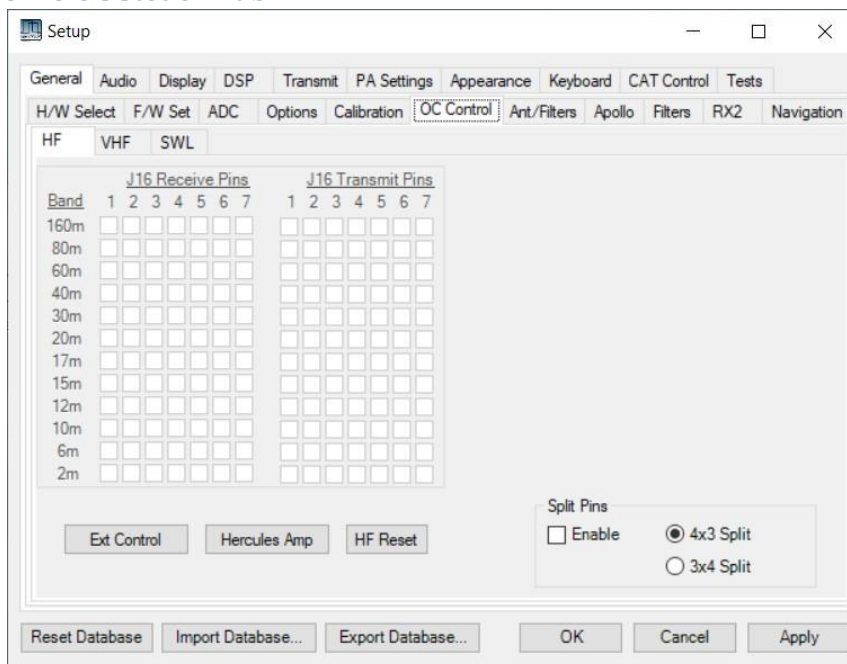 Setup
General Audio Display DSP Transmit PA Settings Appearance Keyboard CAT Control Tests
H/W Select F/W Set ADC Options Calibration OC Control Ant/Filters Apollo Filters RX2 Navigation
HF VHF SWL
J16 Receive Pins J16 Transmit Pins
Band 1 2 3 4 5 6 7 1 2 3 4 5 6 7
160m
80m
60m
40m
30m
20m
17m
15m
12m
10m
6m
2m
Split Pins
Ext Control Hercules Amp HF Reset Enable 4x3 Split
3x4 Split
Reset Database Import Database... Export Database... OK Cancel Apply